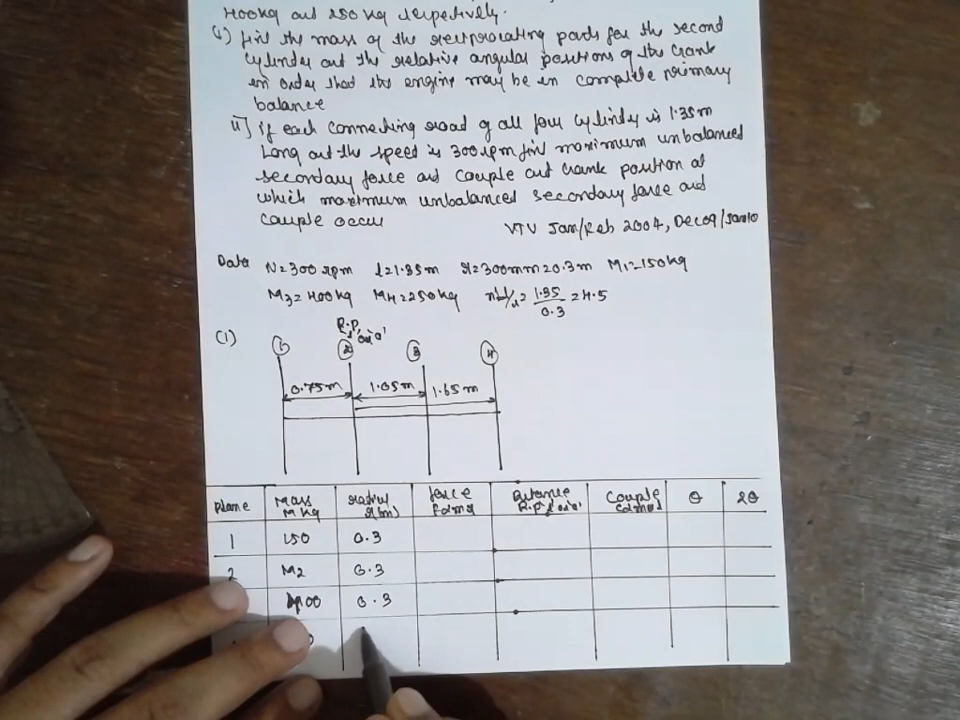 400kg and 250 kg respectively.
i) find the mass of the reciprocating parts for the second
cylinder and the relative angular positions of the crank
in order that the engine may be in complete primary
balance
ii] if each connecting road of all four cylinder is 1.35m
Long and the speed is 300rpm find maximum unbalanced
secondary force and couple and crank position at
which maximum unbalanced secondary force and
couple occur
VTU Jan/Feb 2004, Dec09/Jan10
Data N=300 rpm l=1.35m r=300mm=0.3m M1=150kg
M3=400kg M4=250kg n=l/r= 1.35/0.3 =4.5
(1)
R.P, 'a'
1 2 3 4
0.75m 1.05m 1.65m
Plane Mass M kg radius r(m) force Distance R.P Couple θ 2θ
1 150 0.3
2 M2 0.3
400 0.3